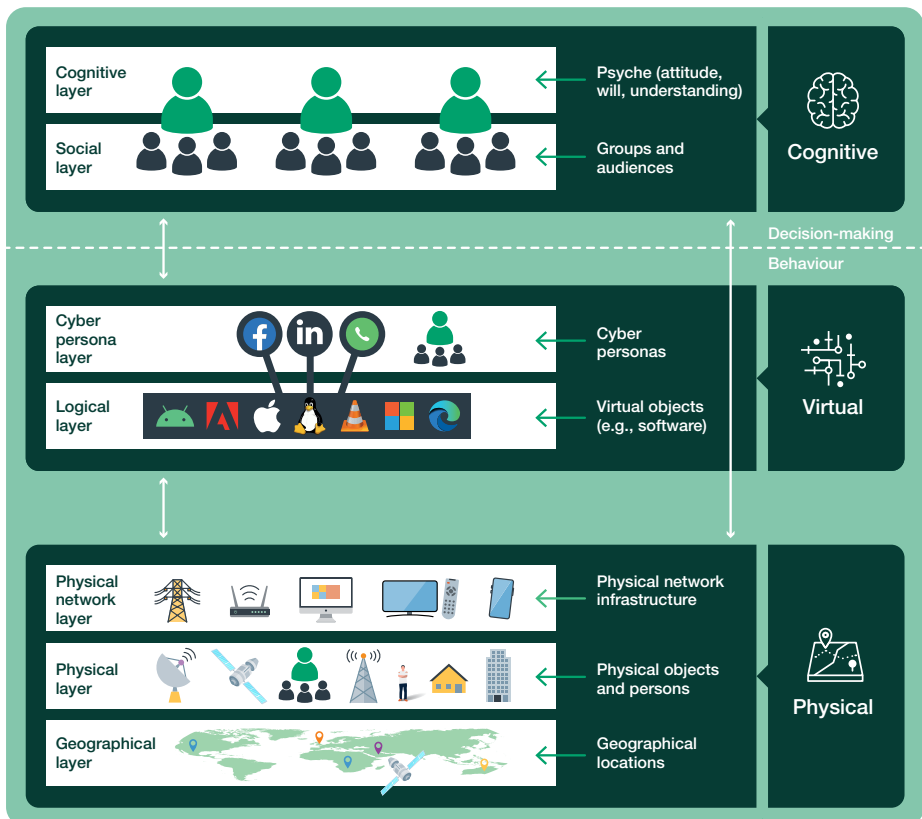 Cognitive
layer
Psyche (attitude,
will, understanding)
Social
layer
Groups and
audiences
Cognitive
Decision-making
Behaviour
Cyber
persona
layer
f
in
Cyber
personas
Logical
layer
Virtual objects
(e.g., software)
Virtual
Physical
network
layer
Physical network
infrastructure
Physical
layer
Physical objects
and persons
Geographical
layer
Geographical
locations
Physical